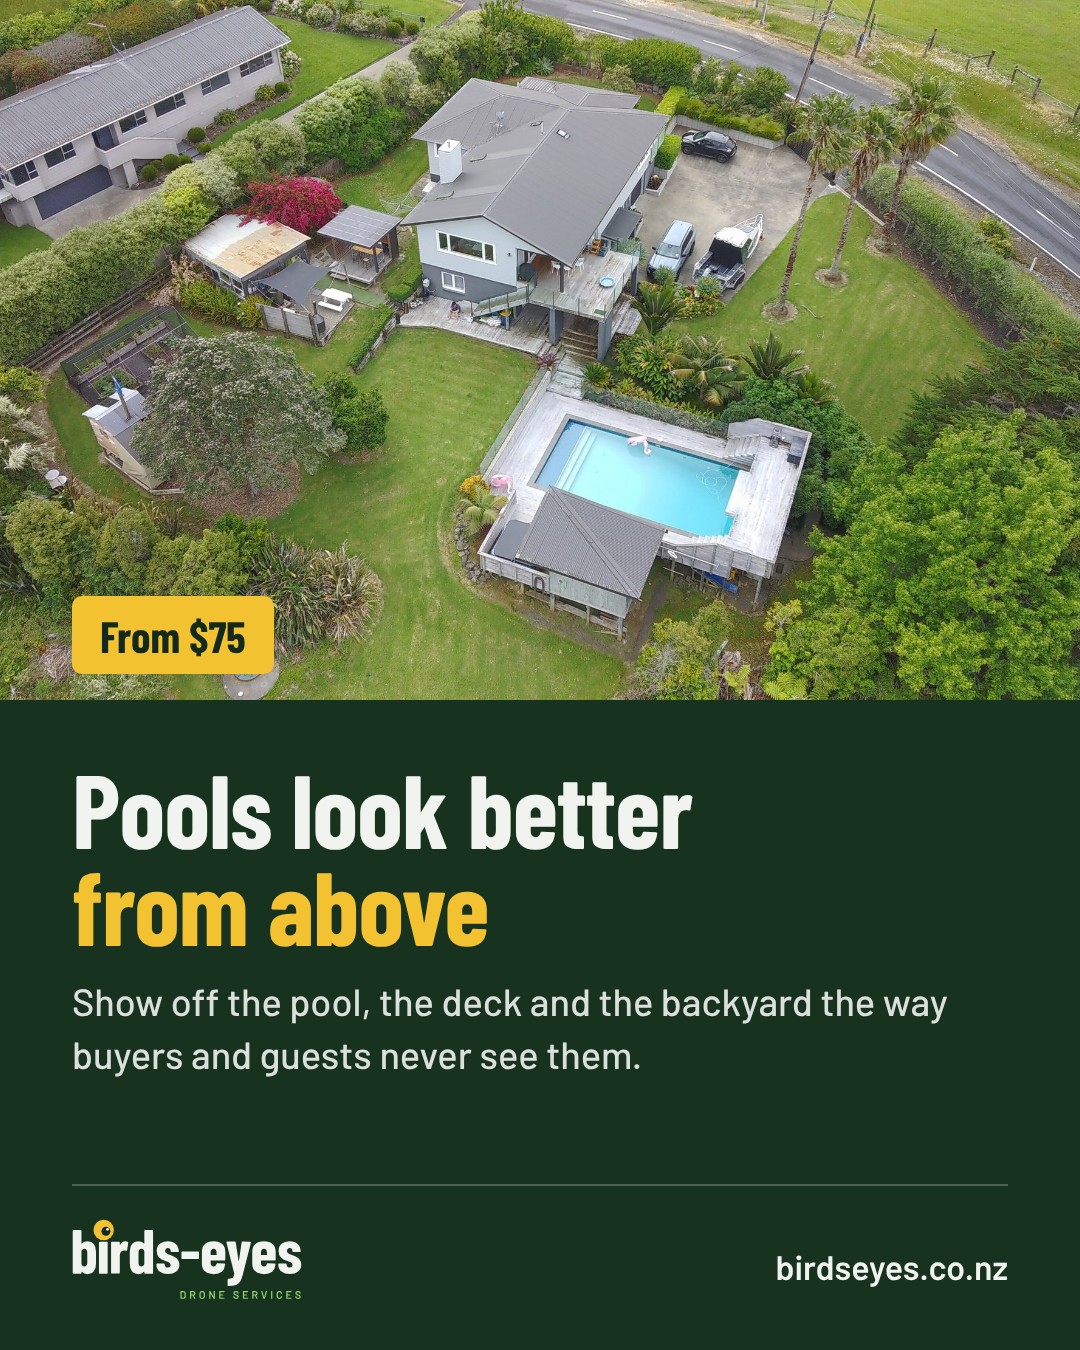 From $75
Pools look better
from above
Show off the pool, the deck and the backyard the way
buyers and guests never see them.
birds-eyes
DRONE SERVICES
birdseyes.co.nz